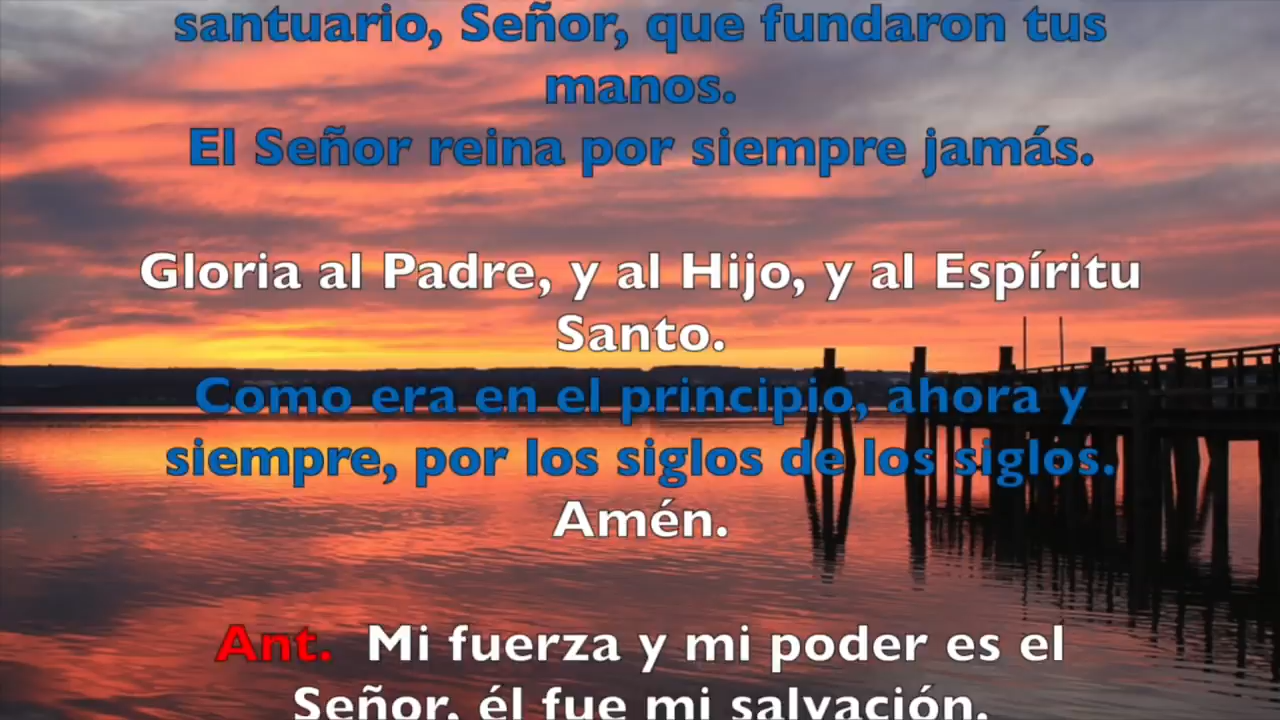 santuario, Señor, que fundaron tus
manos.
El Señor reina por siempre jamás.
Gloria al Padre, y al Hijo, y al Espíritu
Santo.
Como era en el principio, ahora y
siempre, por los siglos de los siglos.
Amén.
Ant. Mi fuerza y mi poder es el
Señor, él fue mi salvación.